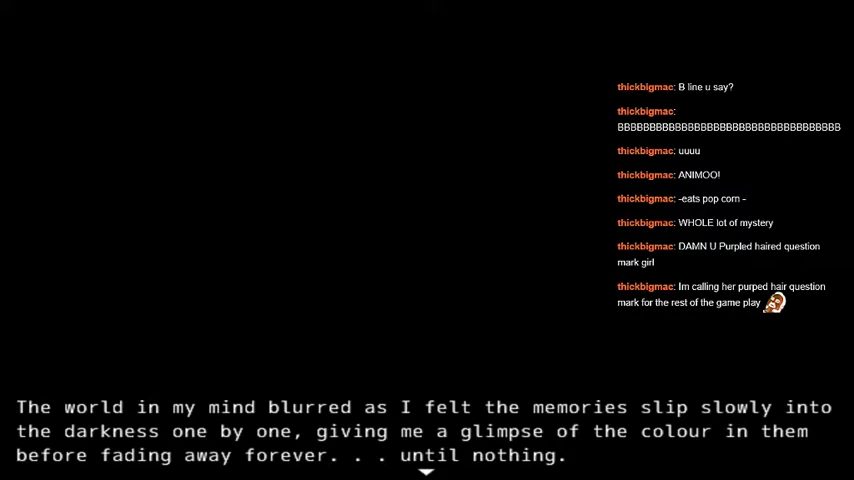 thickbigmac: B line u say?
thickbigmac:
BBBBBBBBBBBBBBBBBBBBBBBBBBBBBBBBBBB
thickbigmac: uuuu
thickbigmac: ANIMOO!
thickbigmac: -eats pop corn -
thickbigmac: WHOLE lot of mystery
thickbigmac: DAMN U Purpled haired question
mark girl
thickbigmac: Im calling her purped hair question
mark for the rest of the game play
The world in my mind blurred as I felt the memories slip slowly into
the darkness one by one, giving me a glimpse of the colour in them
before fading away forever. . . until nothing.